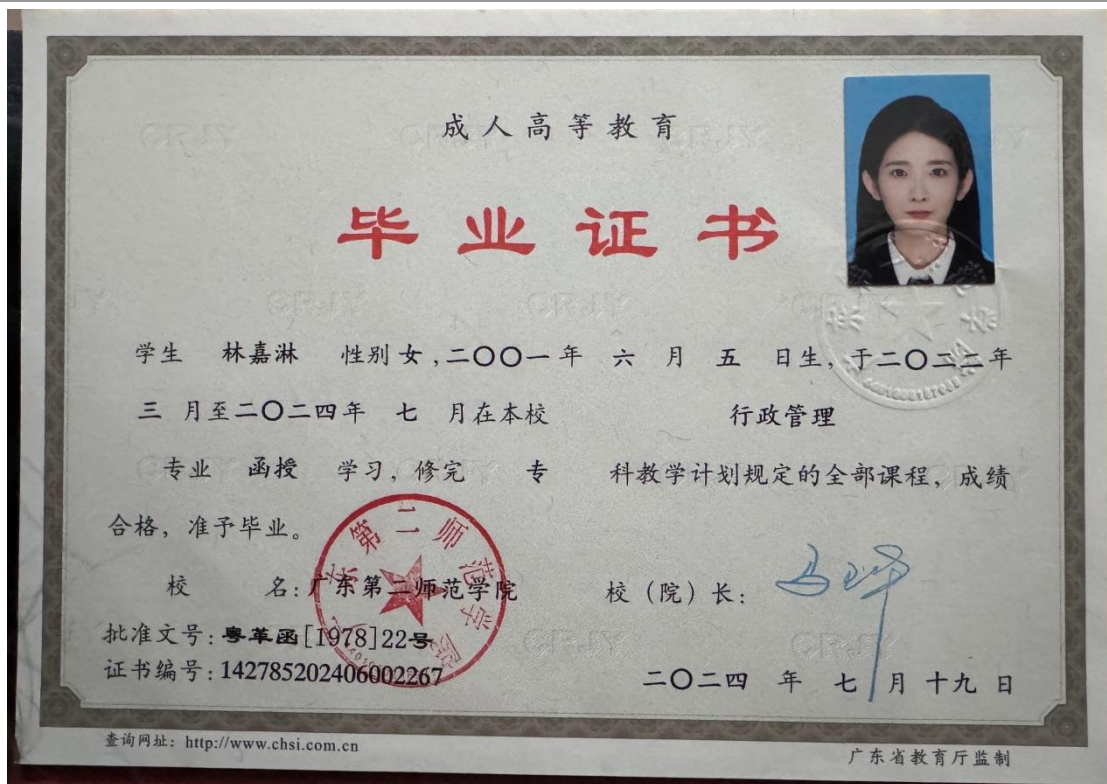 成人高等教育
毕业证书
学生 林嘉淋 性别 女，二〇〇一年 六 月 五 日生，于二〇二二年
三 月至二〇二四年 七 月在本校 行政管理
专业 函授 学习，修完 专 科教学计划规定的全部课程，成绩
合格，准予毕业。
校 名：广东第二师范学院 校（院）长：
批准文号：粤革函[1978]22号
证书编号：142785202406002267
二〇二四 年 七 月 十九 日
查询网址：http://www.chsi.com.cn
广东省教育厅监制